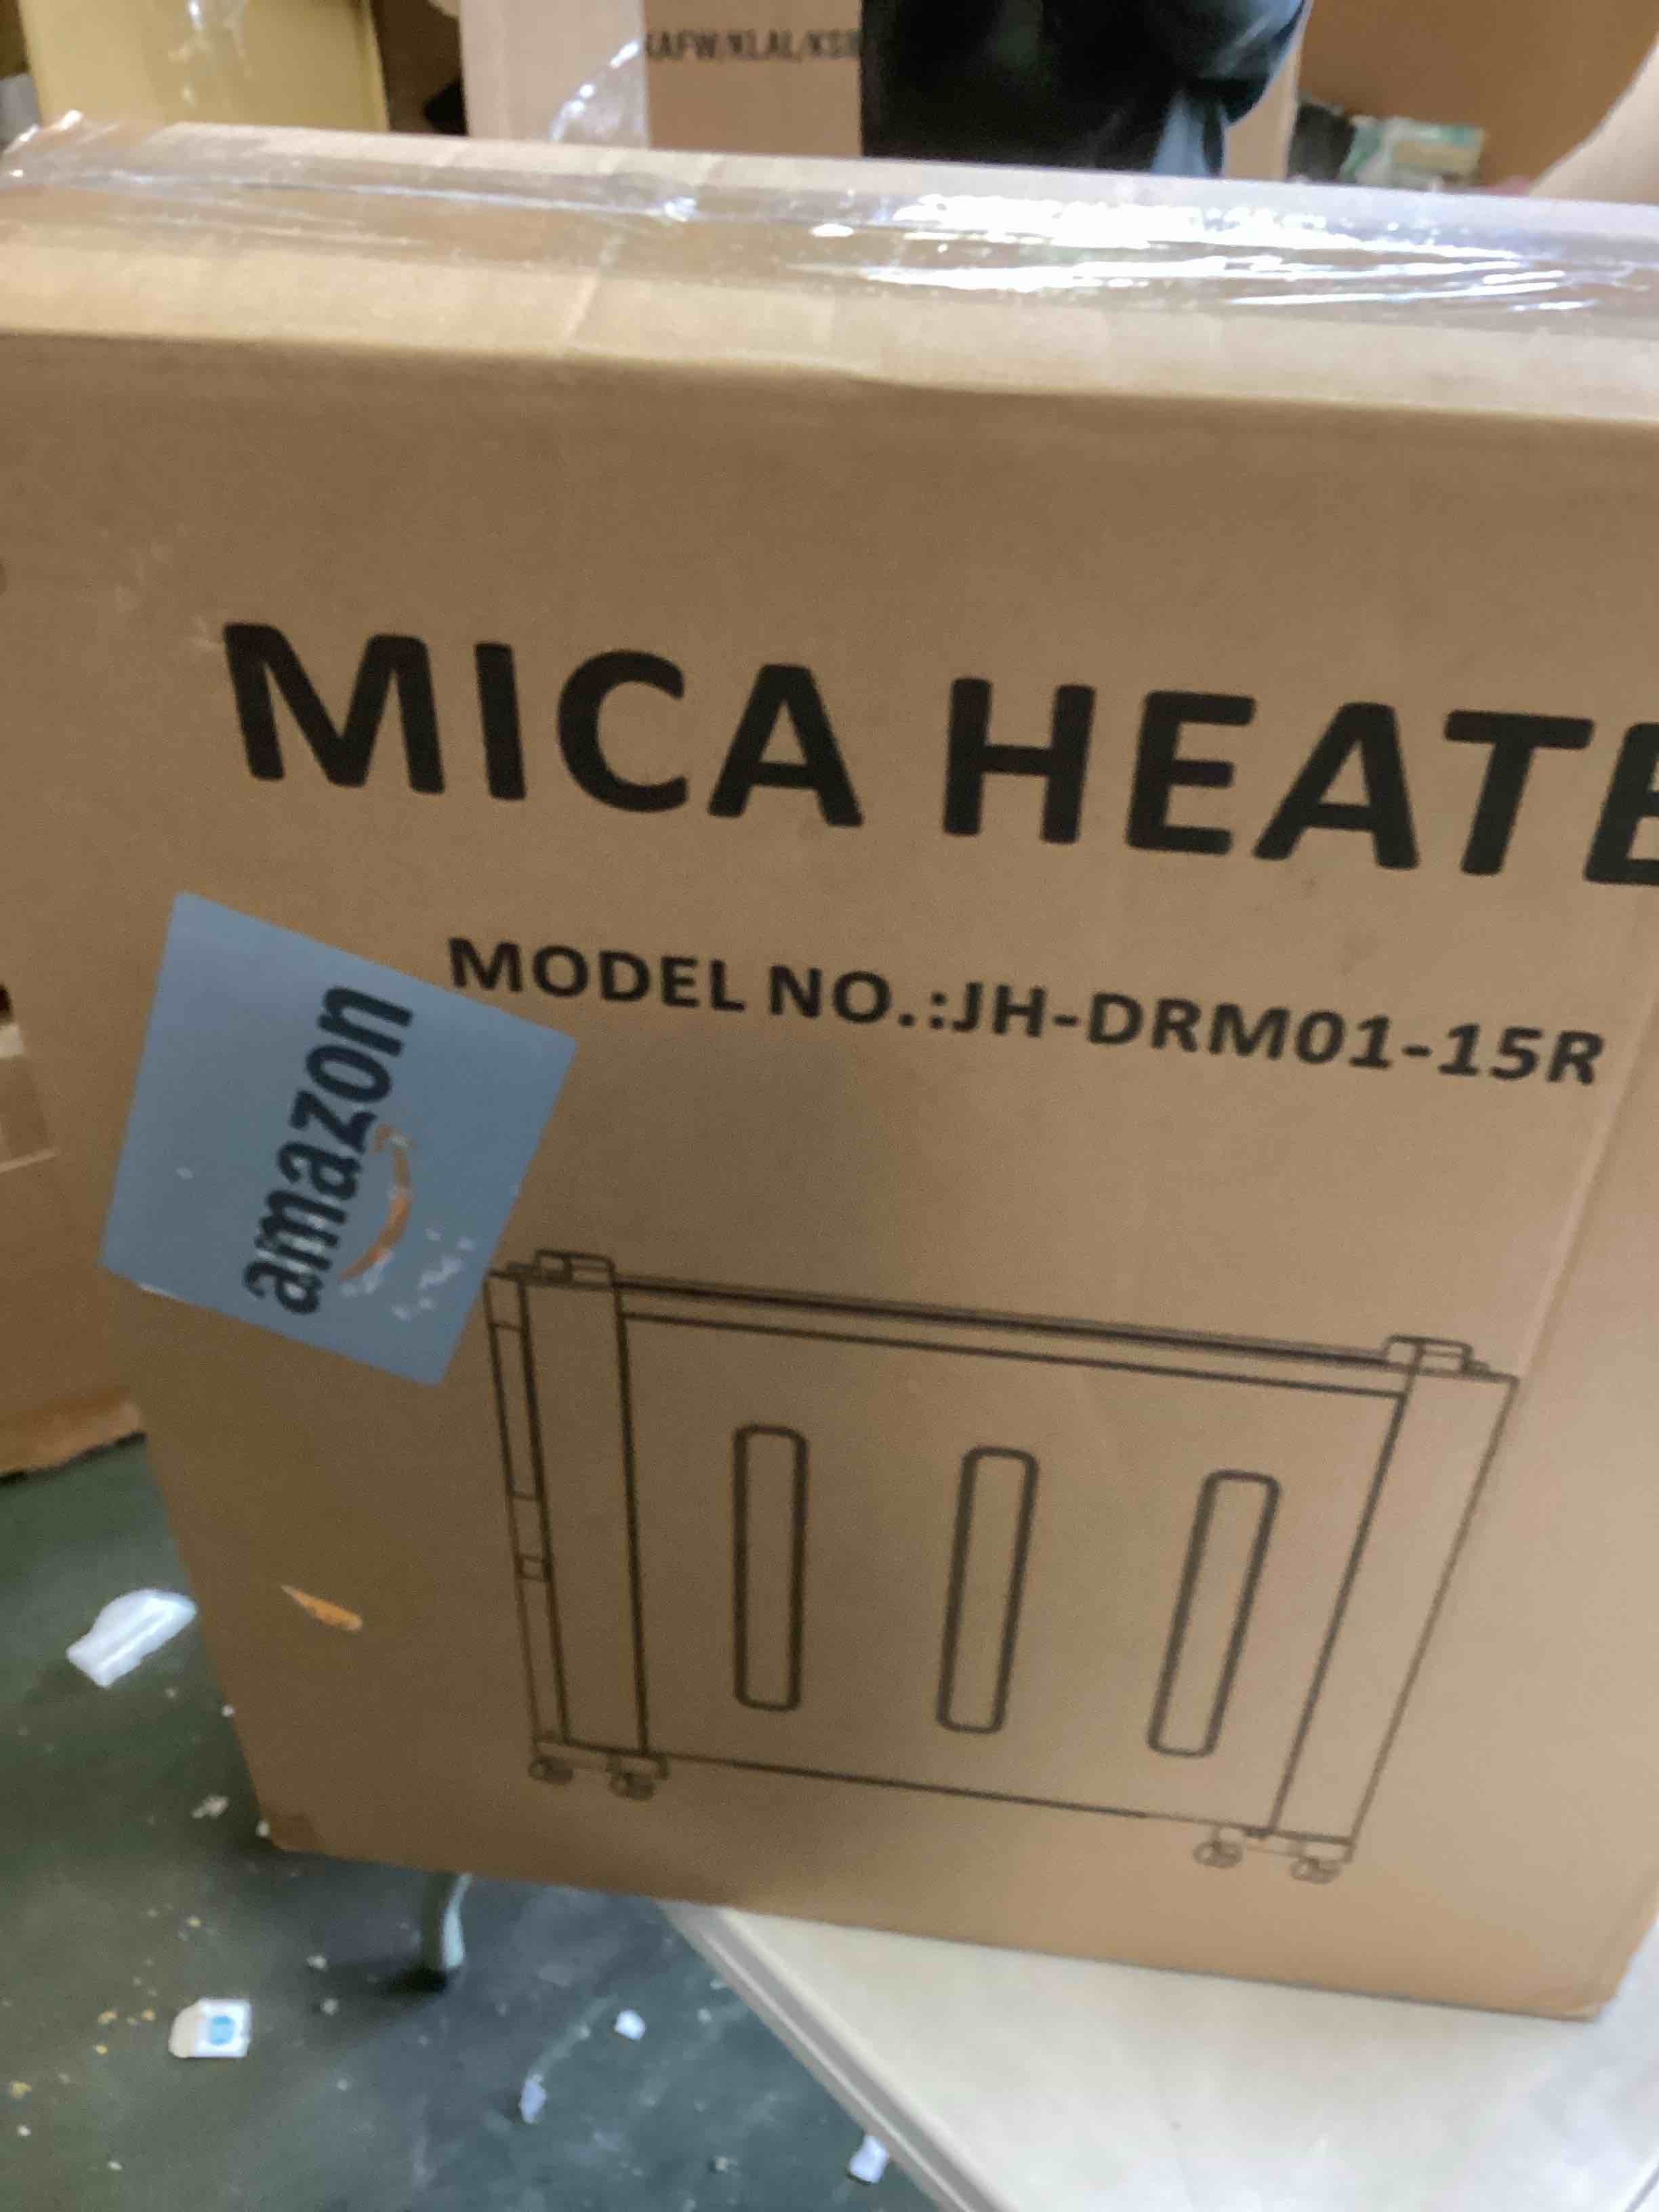 MICA HEATE
MODEL NO.:JH-DRM01-15R
amazon